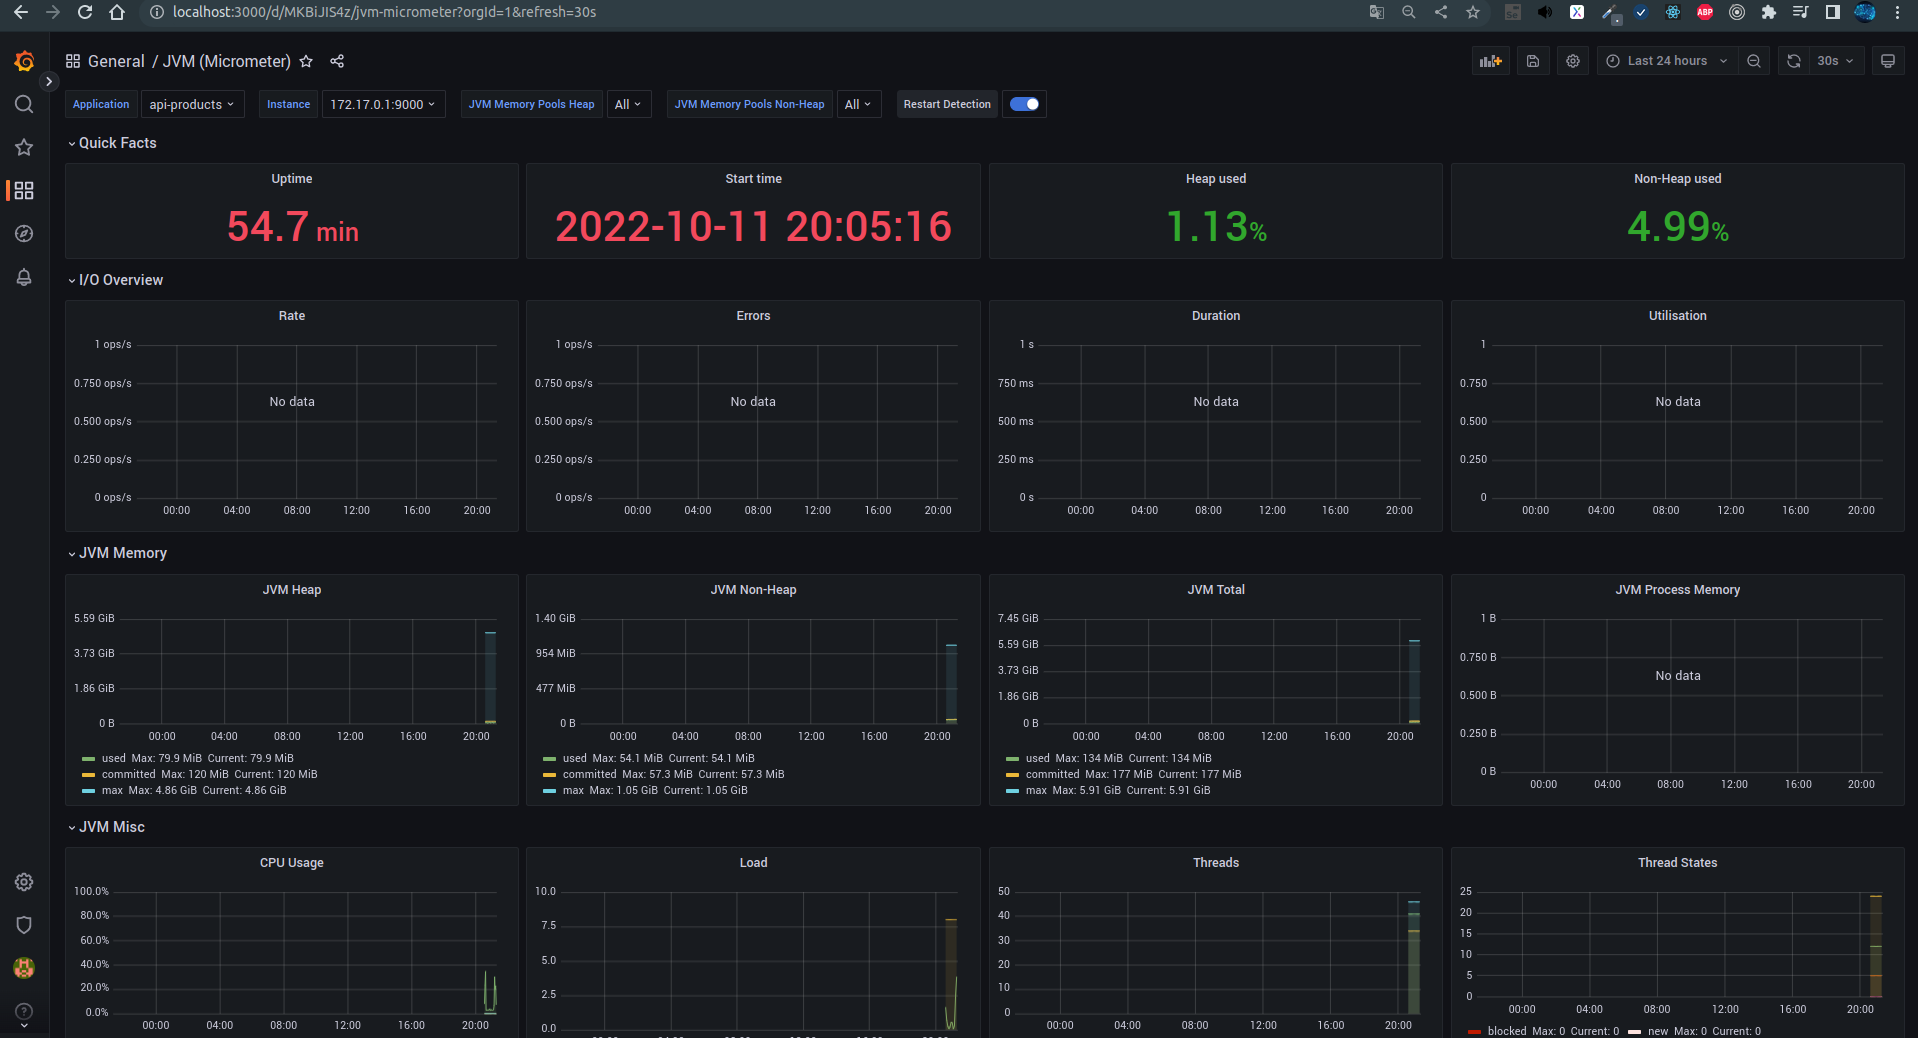 localhost:3000/d/MKBiJIS4z/jvm-micrometer?orgId=1&refresh=30s
ABP
General / JVM (Micrometer)
Last 24 hours
30s
Application api-products Instance 172.17.0.1:9000 JVM Memory Pools Heap All JVM Memory Pools Non-Heap All Restart Detection
Quick Facts
Uptime
54.7 min
Start time
2022-10-11 20:05:16
Heap used
1.13%
Non-Heap used
4.99%
I/O Overview
Rate
1 ops/s
0.750 ops/s
No data
0.500 ops/s
0.250 ops/s
0 ops/s
00:00 04:00 08:00 12:00 16:00 20:00
Errors
1 ops/s
0.750 ops/s
No data
0.500 ops/s
0.250 ops/s
0 ops/s
00:00 04:00 08:00 12:00 16:00 20:00
Duration
1 s
750 ms
No data
500 ms
250 ms
0 s
00:00 04:00 08:00 12:00 16:00 20:00
Utilisation
1
0.750
No data
0.500
0.250
0
00:00 04:00 08:00 12:00 16:00 20:00
JVM Memory
JVM Heap
5.59 GiB
3.73 GiB
1.86 GiB
0 B
00:00 04:00 08:00 12:00 16:00 20:00
used Max: 79.9 MiB Current: 79.9 MiB
committed Max: 120 MiB Current: 120 MiB
max Max: 4.86 GiB Current: 4.86 GiB
JVM Non-Heap
1.40 GiB
954 MiB
477 MiB
0 B
00:00 04:00 08:00 12:00 16:00 20:00
used Max: 54.1 MiB Current: 54.1 MiB
committed Max: 57.3 MiB Current: 57.3 MiB
max Max: 1.05 GiB Current: 1.05 GiB
JVM Total
7.45 GiB
5.59 GiB
3.73 GiB
1.86 GiB
0 B
00:00 04:00 08:00 12:00 16:00 20:00
used Max: 134 MiB Current: 134 MiB
committed Max: 177 MiB Current: 177 MiB
max Max: 5.91 GiB Current: 5.91 GiB
JVM Process Memory
1 B
0.750 B
No data
0.500 B
0.250 B
0 B
00:00 04:00 08:00 12:00 16:00 20:00
JVM Misc
CPU Usage
100.0%
80.0%
60.0%
40.0%
20.0%
0.0%
00:00 04:00 08:00 12:00 16:00 20:00
Load
10.0
7.5
5.0
2.5
0.0
Threads
50
40
30
20
10
0
00:00 04:00 08:00 12:00 16:00 20:00
Thread States
25
20
15
10
5
0
00:00 04:00 08:00 12:00 16:00 20:00
blocked Max: 0 Current: 0 new Max: 0 Current: 0